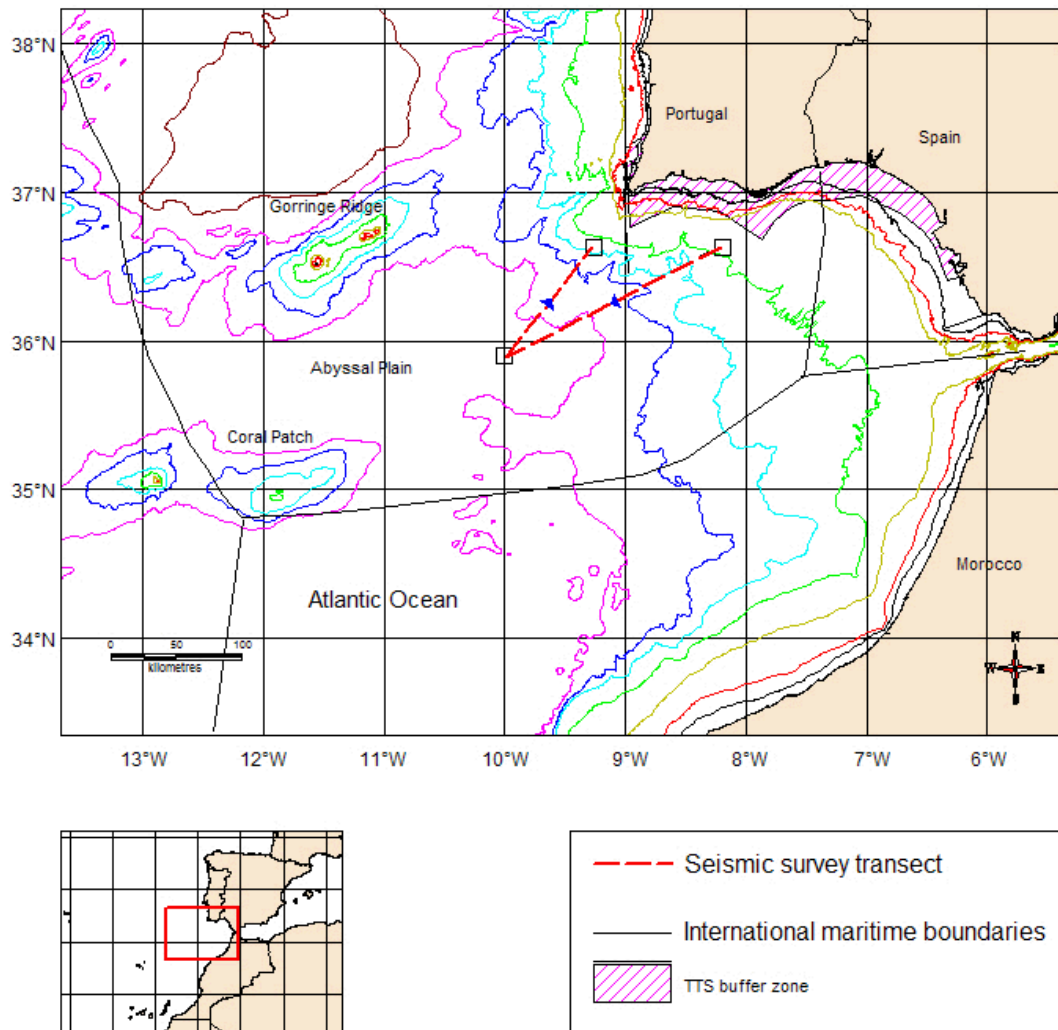 38°N
Portugal
Spain
37°N
Gorringe Ridge
36°N
Abyssal Plain
Coral Patch
35°N
Morocco
Atlantic Ocean
34°N
0 50 100
kilometres
N
W E
S
13°W 12°W 11°W 10°W 9°W 8°W 7°W 6°W
Seismic survey transect
International maritime boundaries
TTS buffer zone